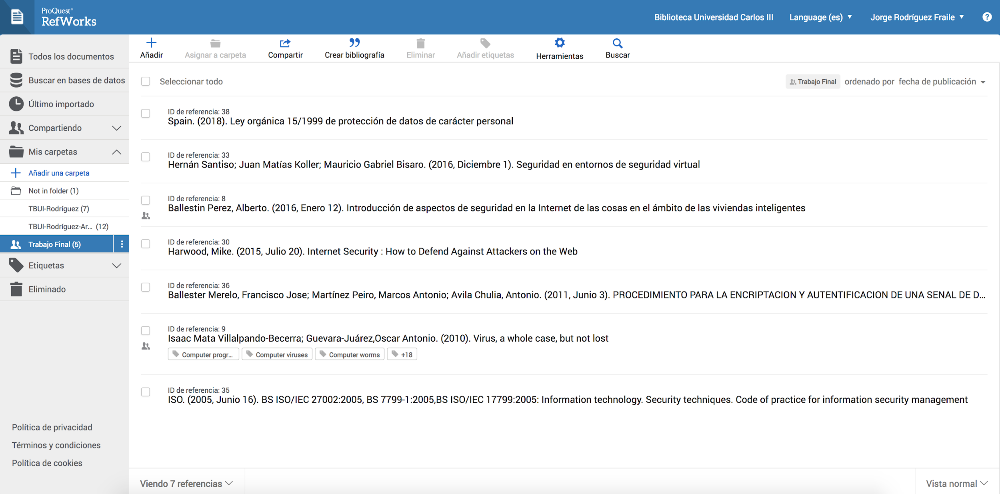 ProQuest®
RefWorks
Biblioteca Universidad Carlos III
Language (es)
Jorge Rodríguez Fraile
?
Todos los documentos
Buscar en bases de datos
Último importado
Compartiendo
Mis carpetas
Añadir una carpeta
Not in folder (1)
TBUI-Rodríguez (7)
TBUI-Rodríguez-Ar... (12)
Trabajo Final (5)
Etiquetas
Eliminado
Política de privacidad
Términos y condiciones
Política de cookies
Añadir
Asignar a carpeta
Compartir
Crear bibliografía
Eliminar
Añadir etiquetas
Herramientas
Buscar
Seleccionar todo
Trabajo Final ordenado por fecha de publicación
ID de referencia: 38
Spain. (2018). Ley orgánica 15/1999 de protección de datos de carácter personal
ID de referencia: 33
Hernán Santiso; Juan Matías Koller; Mauricio Gabriel Bisaro. (2016, Diciembre 1). Seguridad en entornos de seguridad virtual
ID de referencia: 8
Ballestin Perez, Alberto. (2016, Enero 12). Introducción de aspectos de seguridad en la Internet de las cosas en el ámbito de las viviendas inteligentes
ID de referencia: 30
Harwood, Mike. (2015, Julio 20). Internet Security : How to Defend Against Attackers on the Web
ID de referencia: 36
Ballester Merelo, Francisco Jose; Martínez Peiro, Marcos Antonio; Avila Chulia, Antonio. (2011, Junio 3). PROCEDIMIENTO PARA LA ENCRIPTACION Y AUTENTIFICACION DE UNA SENAL DE D...
ID de referencia: 9
Isaac Mata Villalpando-Becerra; Guevara-Juárez,Oscar Antonio. (2010). Virus, a whole case, but not lost
Computer progr... Computer viruses Computer worms +18
ID de referencia: 35
ISO. (2005, Junio 16). BS ISO/IEC 27002:2005, BS 7799-1:2005,BS ISO/IEC 17799:2005: Information technology. Security techniques. Code of practice for information security management
Viendo 7 referencias
Vista normal